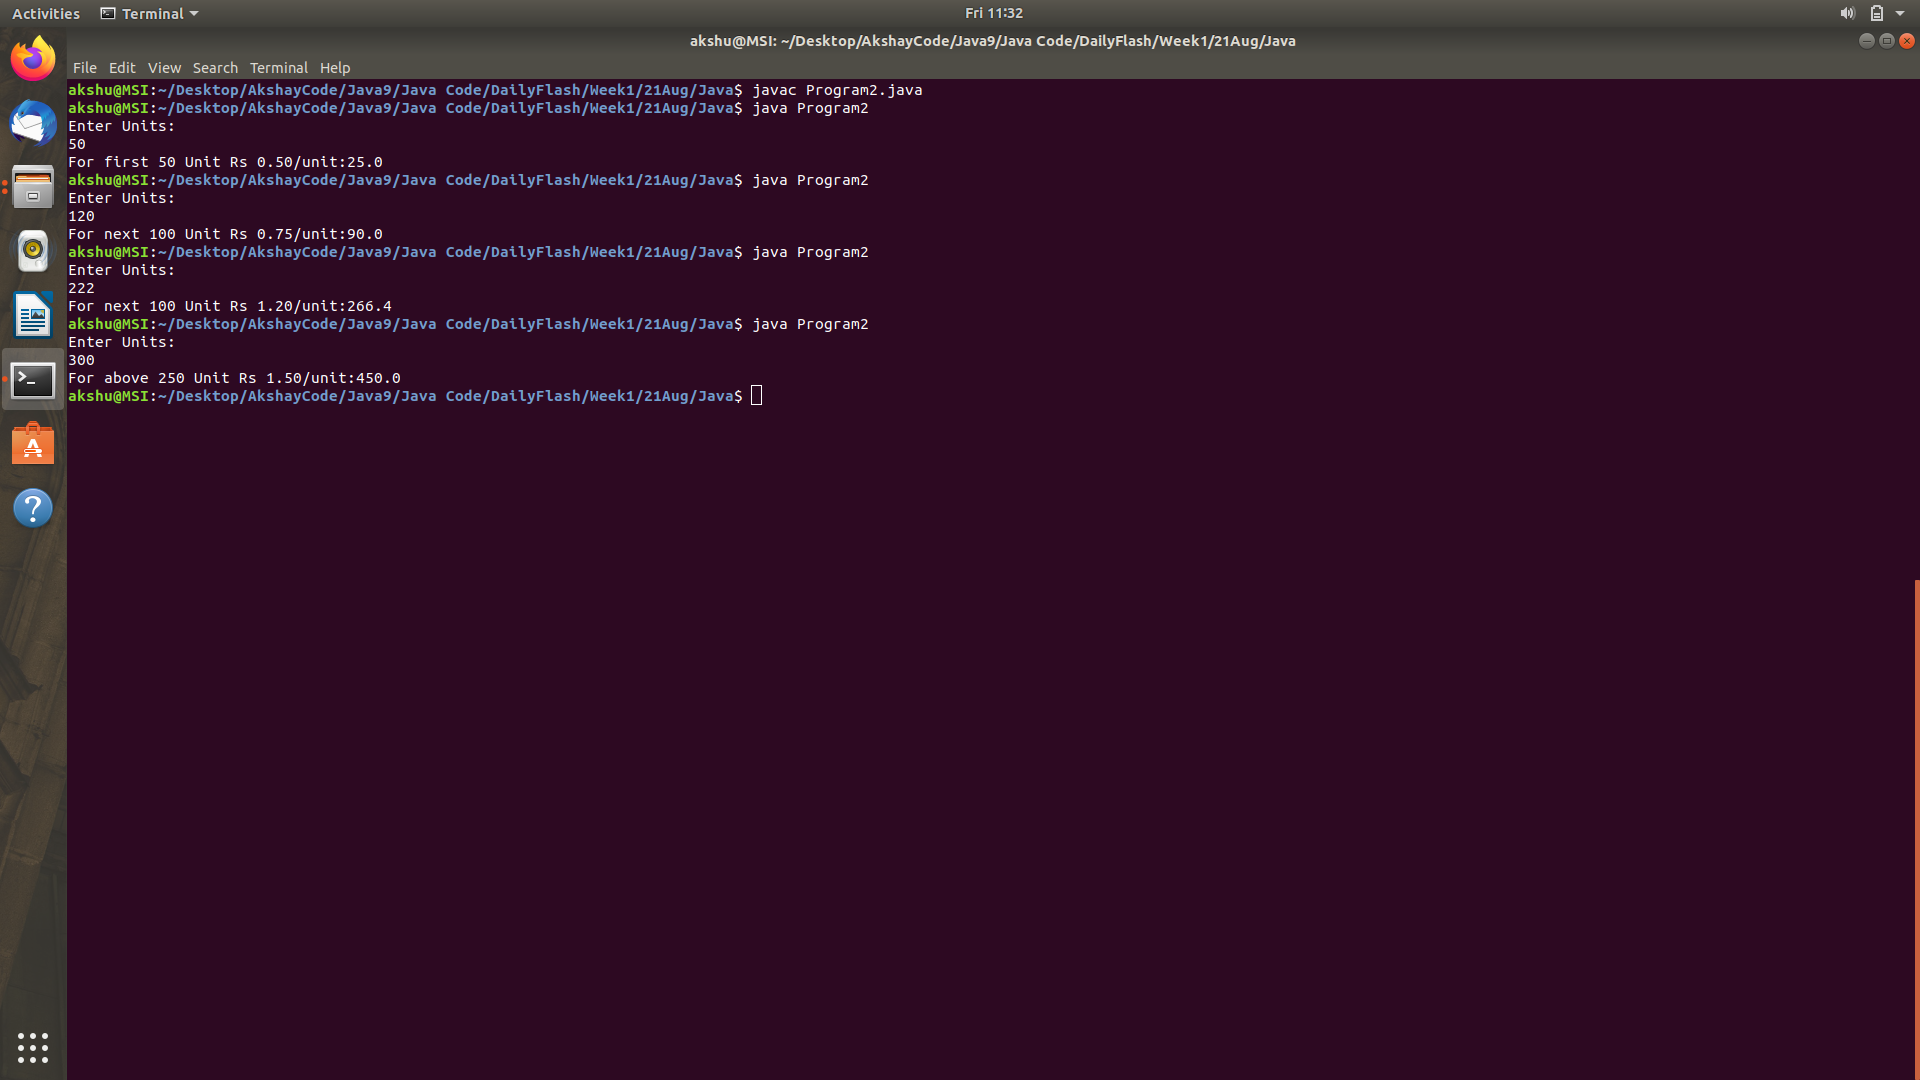 Activities Terminal Fri 11:32
akshu@MSI: ~/Desktop/AkshayCode/Java9/Java Code/DailyFlash/Week1/21Aug/Java
File Edit View Search Terminal Help
akshu@MSI:~/Desktop/AkshayCode/Java9/Java Code/DailyFlash/Week1/21Aug/Java$ javac Program2.java
akshu@MSI:~/Desktop/AkshayCode/Java9/Java Code/DailyFlash/Week1/21Aug/Java$ java Program2
Enter Units:
50
For first 50 Unit Rs 0.50/unit:25.0
akshu@MSI:~/Desktop/AkshayCode/Java9/Java Code/DailyFlash/Week1/21Aug/Java$ java Program2
Enter Units:
120
For next 100 Unit Rs 0.75/unit:90.0
akshu@MSI:~/Desktop/AkshayCode/Java9/Java Code/DailyFlash/Week1/21Aug/Java$ java Program2
Enter Units:
222
For next 100 Unit Rs 1.20/unit:266.4
akshu@MSI:~/Desktop/AkshayCode/Java9/Java Code/DailyFlash/Week1/21Aug/Java$ java Program2
Enter Units:
300
For above 250 Unit Rs 1.50/unit:450.0
akshu@MSI:~/Desktop/AkshayCode/Java9/Java Code/DailyFlash/Week1/21Aug/Java$